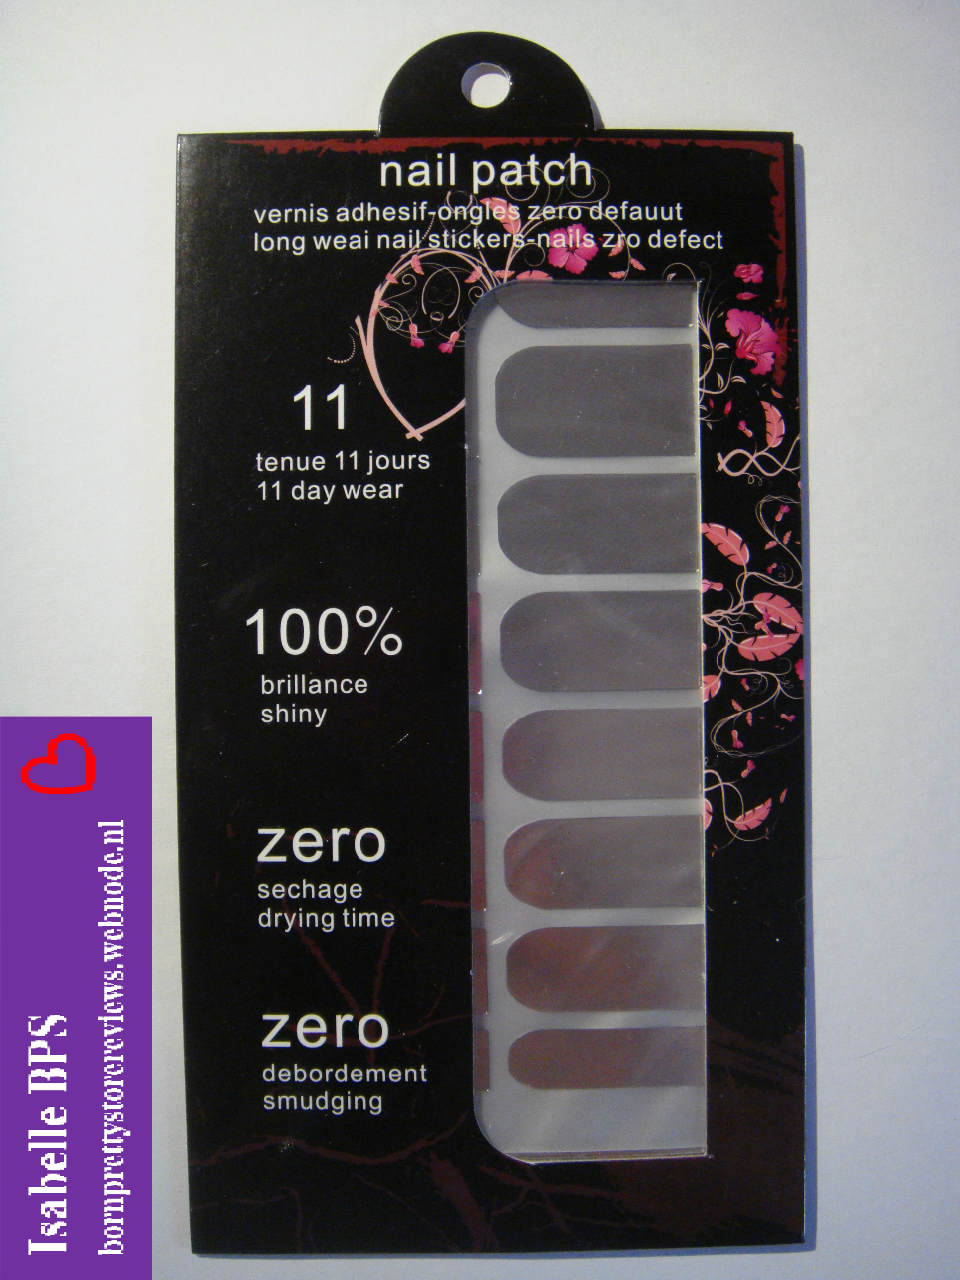 nail patch
vernis adhesif-ongles zero defauut
long weai nail stickers-nails zro defect
11
tenue 11 jours
11 day wear
100%
brillance
shiny
zero
sechage
drying time
zero
debordement
smudging
Isabelle BPS
bornprettystorereviews.webnode.nl